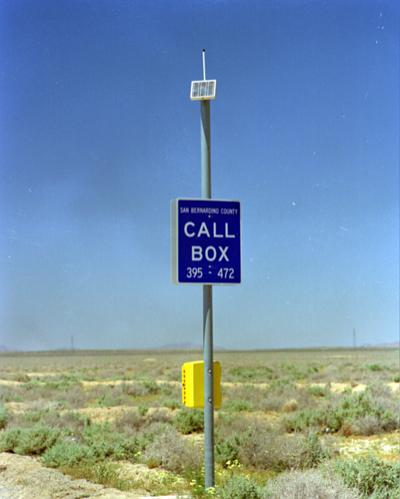 SAN BERNARDINO COUNTY
CALL
BOX
395 - 472